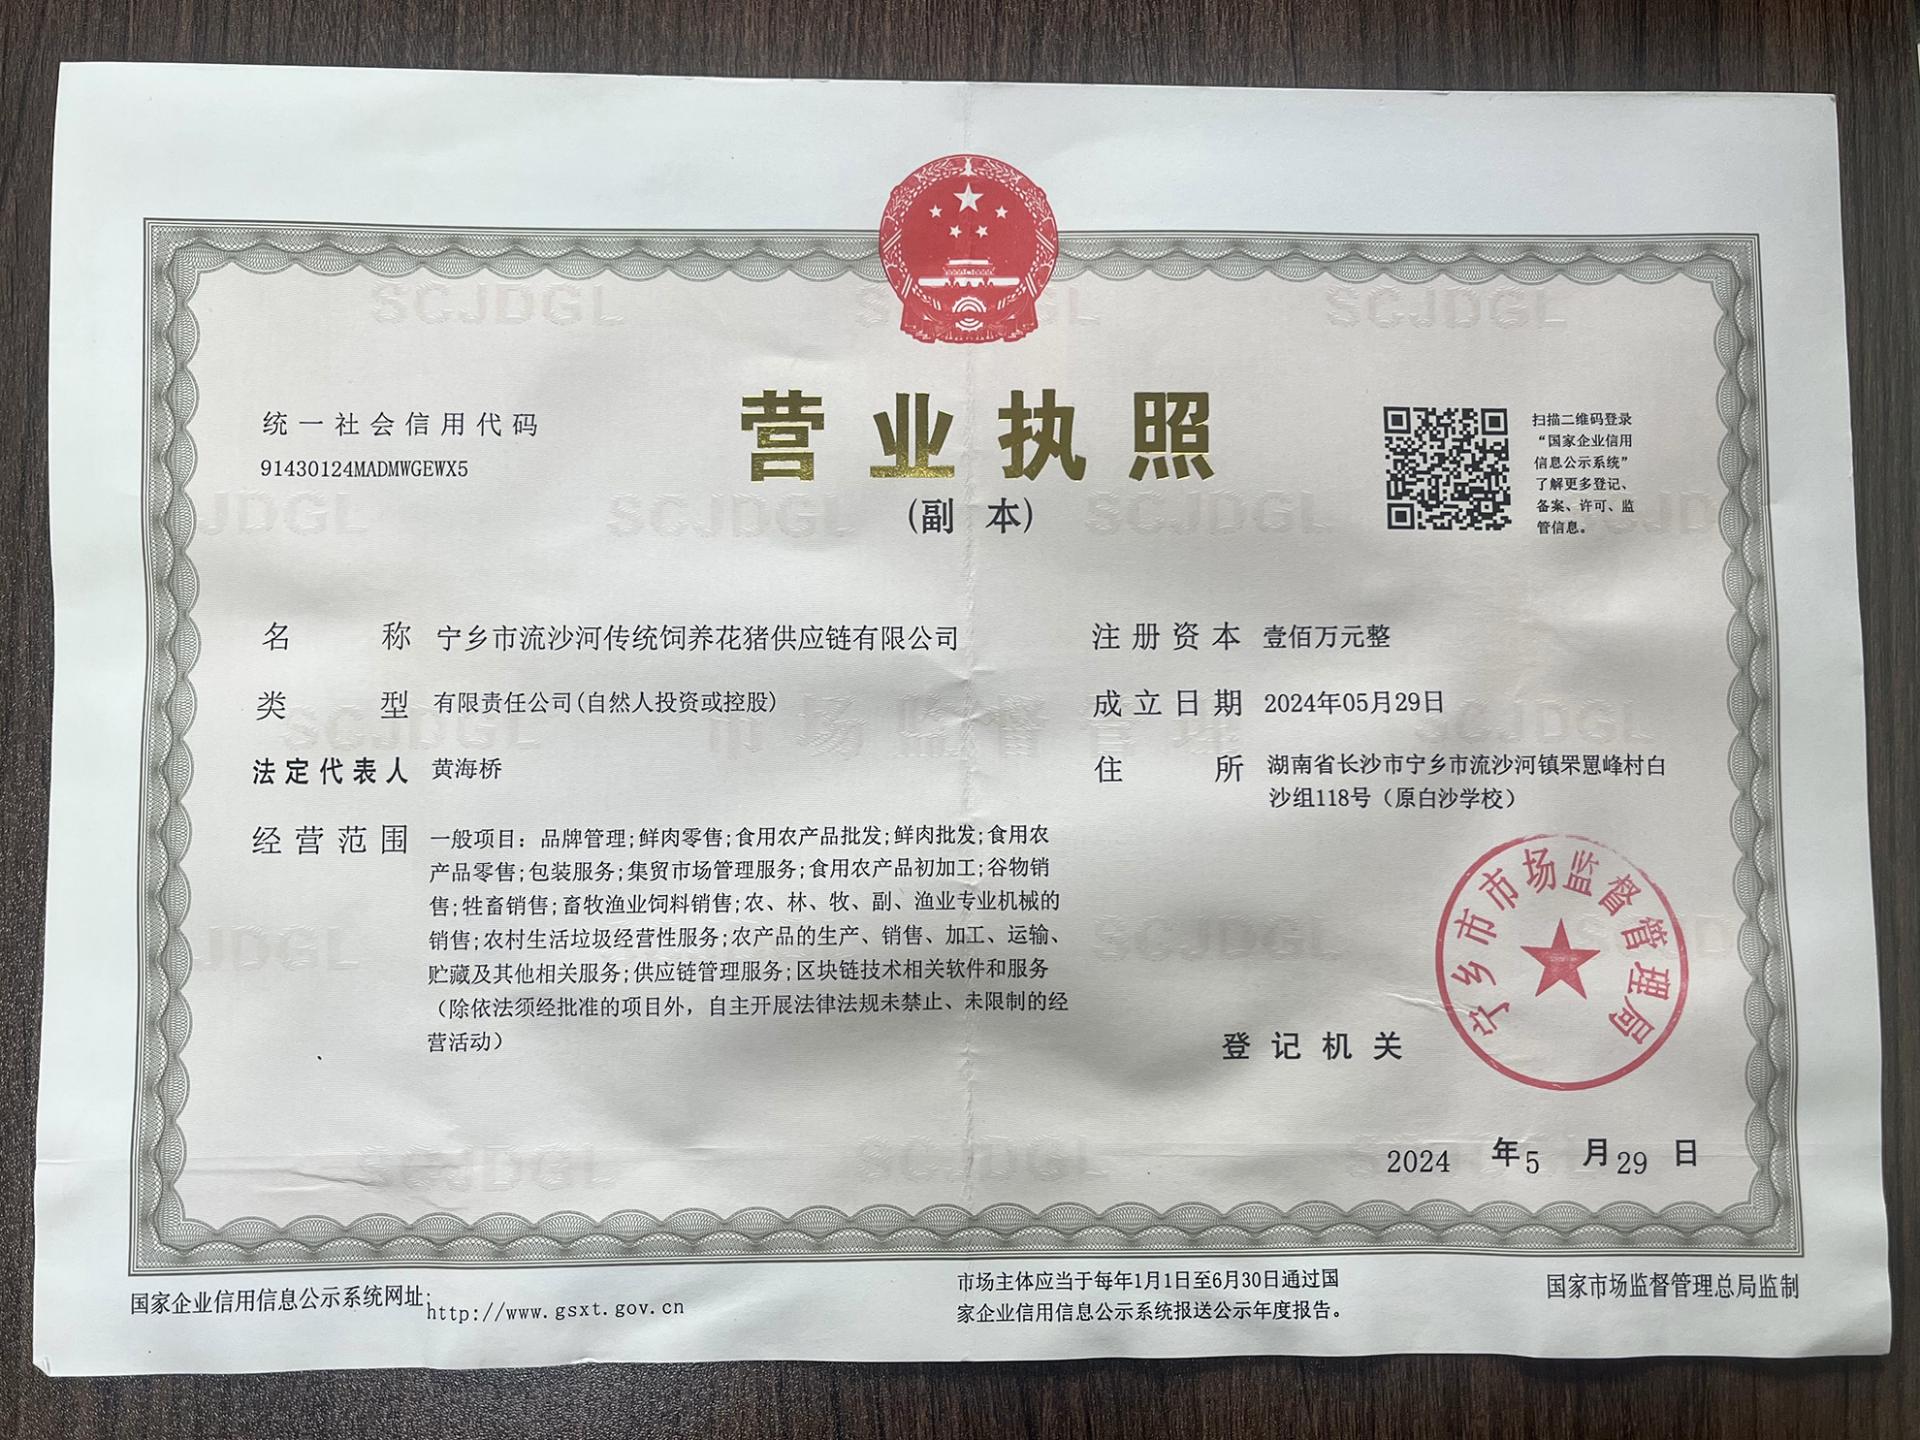 营业执照
(副 本)
统一社会信用代码
91430124MADMWGEWX5
扫描二维码登录
“国家企业信用
信息公示系统”
了解更多登记、
备案、许可、监
管信息。
名 称 宁乡市流沙河传统饲养花猪供应链有限公司
类 型 有限责任公司(自然人投资或控股)
法定代表人 黄海桥
经营范围 一般项目：品牌管理;鲜肉零售;食用农产品批发;鲜肉批发;食用农
产品零售;包装服务;集贸市场管理服务;食用农产品初加工;谷物销
售;牲畜销售;畜牧渔业饲料销售;农、林、牧、副、渔业专业机械的
销售;农村生活垃圾经营性服务;农产品的生产、销售、加工、运输、
贮藏及其他相关服务;供应链管理服务;区块链技术相关软件和服务
（除依法须经批准的项目外，自主开展法律法规未禁止、未限制的经
营活动）
注册资本 壹佰万元整
成立日期 2024年05月29日
住 所 湖南省长沙市宁乡市流沙河镇罘罳峰村白
沙组118号（原白沙学校）
宁乡市市场监督管理局
登记机关
2024 年5 月29 日
国家企业信用信息公示系统网址:http://www.gsxt.gov.cn
市场主体应当于每年1月1日至6月30日通过国
家企业信用信息公示系统报送公示年度报告。
国家市场监督管理总局监制
SCJDGL
市场监督管理